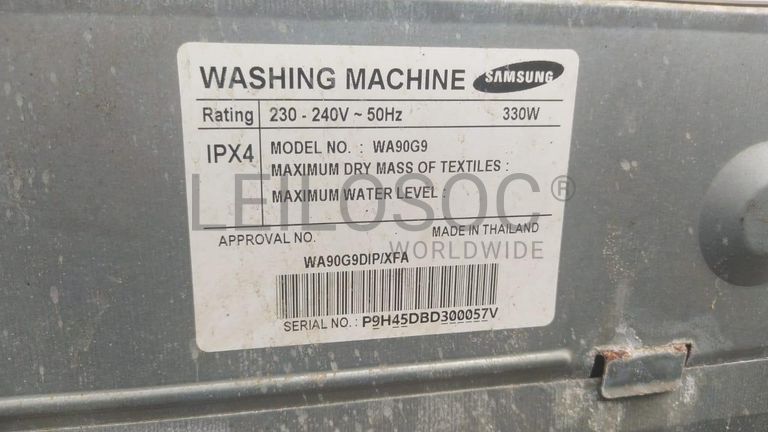 WASHING MACHINE SAMSUNG
Rating 230 - 240V ~ 50Hz 330W
IPX4 MODEL NO. : WA90G9
MAXIMUM DRY MASS OF TEXTILES :
MAXIMUM WATER LEVEL :
LEILOSOC®
WORLDWIDE
APPROVAL NO. MADE IN THAILAND
WA90G9DIP/XFA
SERIAL NO. : P9H45DBD300057V